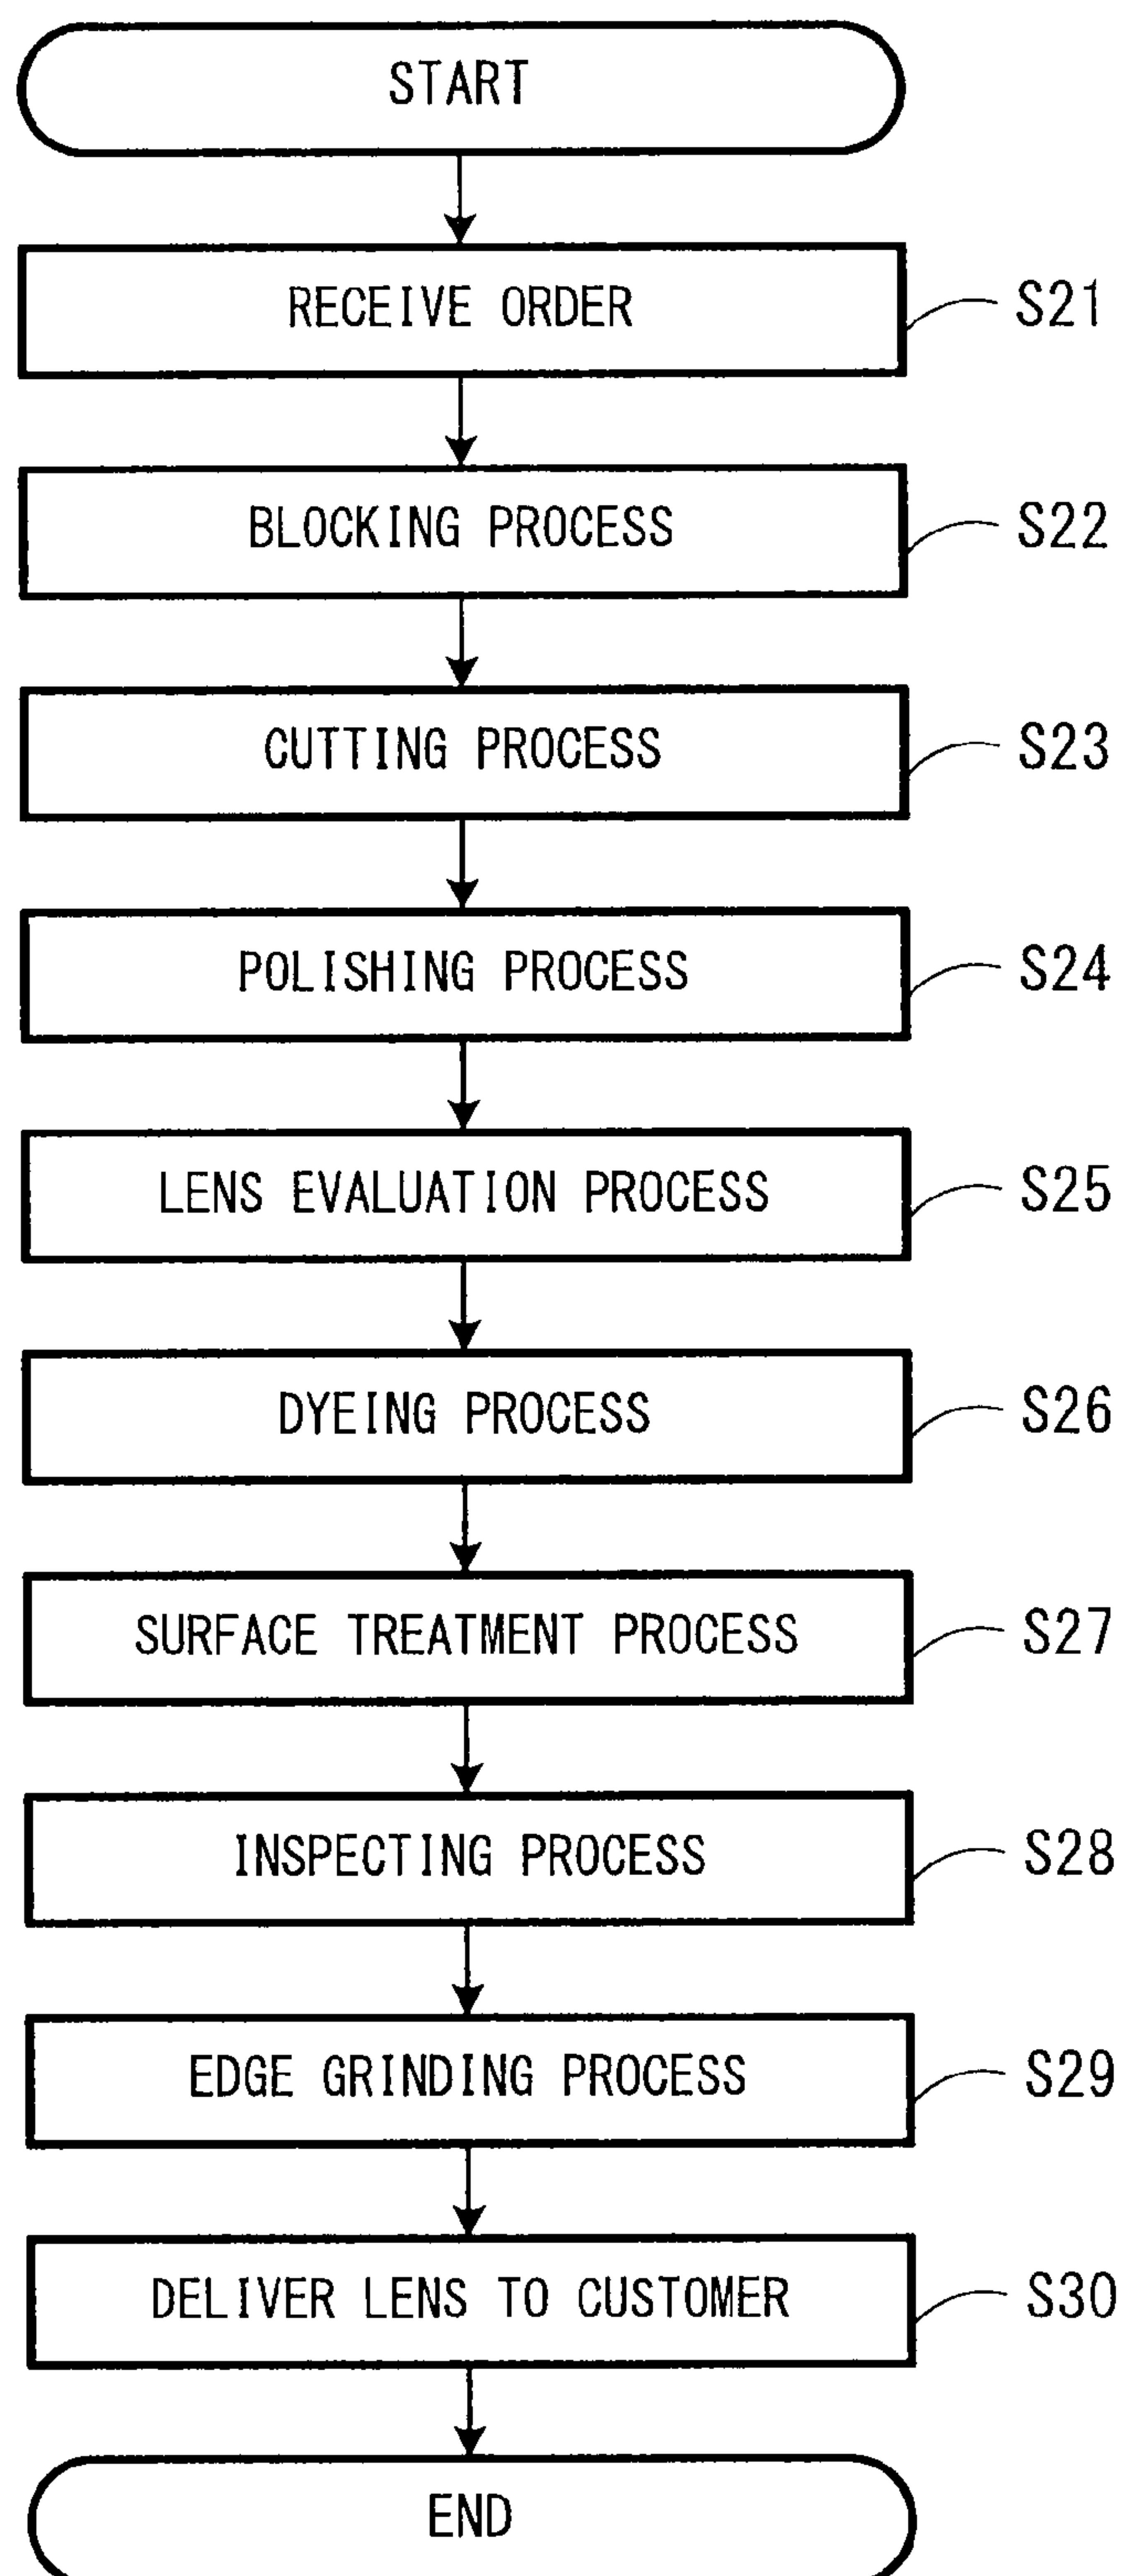 START
RECEIVE ORDER S21
BLOCKING PROCESS S22
CUTTING PROCESS S23
POLISHING PROCESS S24
LENS EVALUATION PROCESS S25
DYEING PROCESS S26
SURFACE TREATMENT PROCESS S27
INSPECTING PROCESS S28
EDGE GRINDING PROCESS S29
DELIVER LENS TO CUSTOMER S30
END